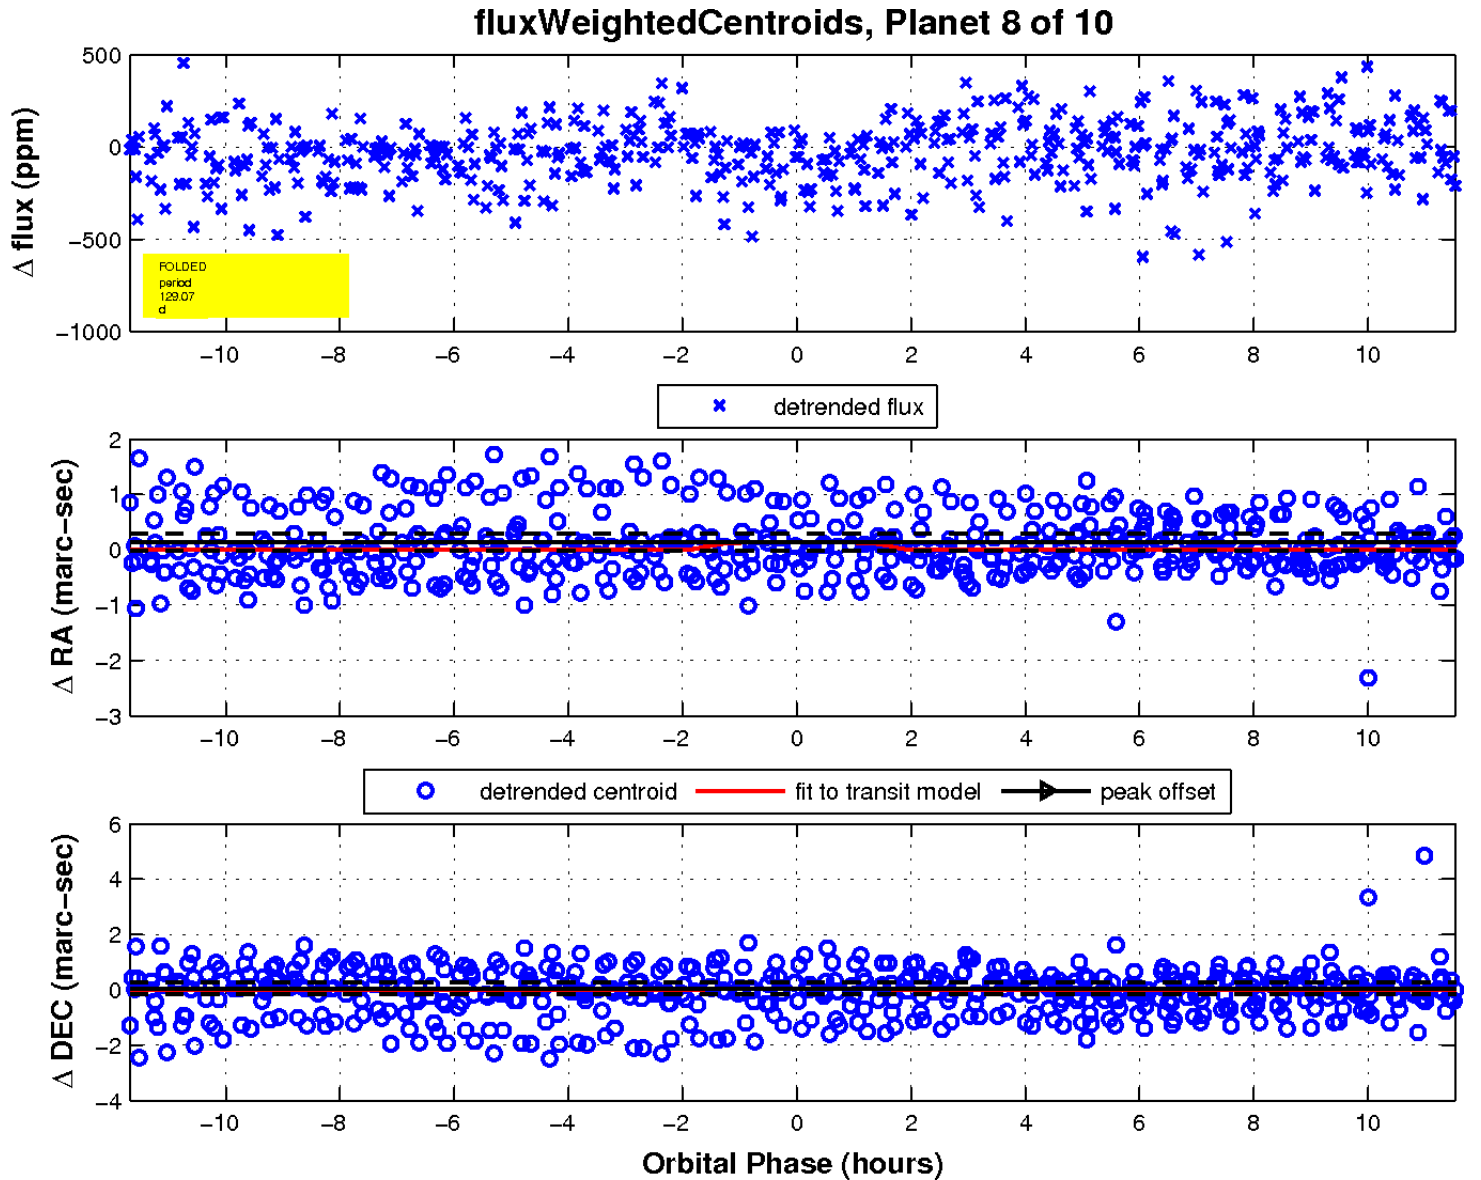 fluxWeightedCentroids, Planet 8 of 10
Δ flux (ppm)
500
0
−500
−1000
FOLDED
period
129.07
d
−10 −8 −6 −4 −2 0 2 4 6 8 10
detrended flux
Δ RA (marc−sec)
2
1
0
−1
−2
−3
−10 −8 −6 −4 −2 0 2 4 6 8 10
detrended centroid fit to transit model peak offset
Δ DEC (marc−sec)
6
4
2
0
−2
−4
−10 −8 −6 −4 −2 0 2 4 6 8 10
Orbital Phase (hours)